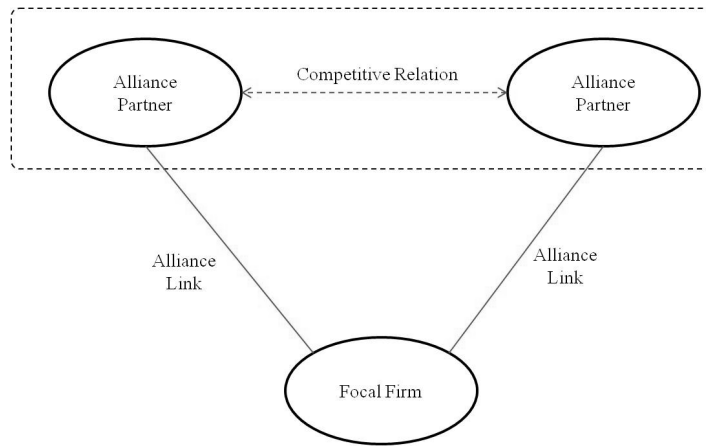 Alliance
Partner
Competitive Relation
Alliance
Partner
Alliance
Link
Alliance
Link
Focal Firm